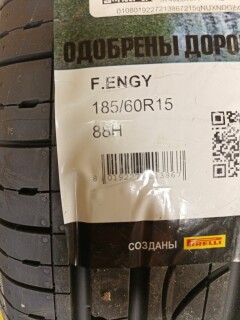 ОДОБРЕНЫ ДОРО
F.ENGY
185/60R15
88H
СОЗДАНЫ
PIRELLI